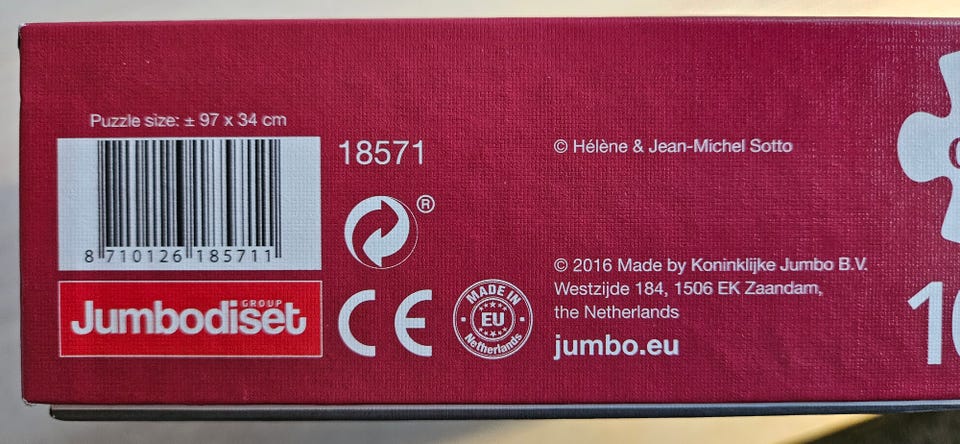 Puzzle size: ± 97 x 34 cm
8 710126 185711
18571
®
GROUP
Jumbodiset
CE
MADE IN
EU
Netherlands
© Hélène & Jean-Michel Sotto
© 2016 Made by Koninklijke Jumbo B.V.
Westzijde 184, 1506 EK Zaandam,
the Netherlands
jumbo.eu